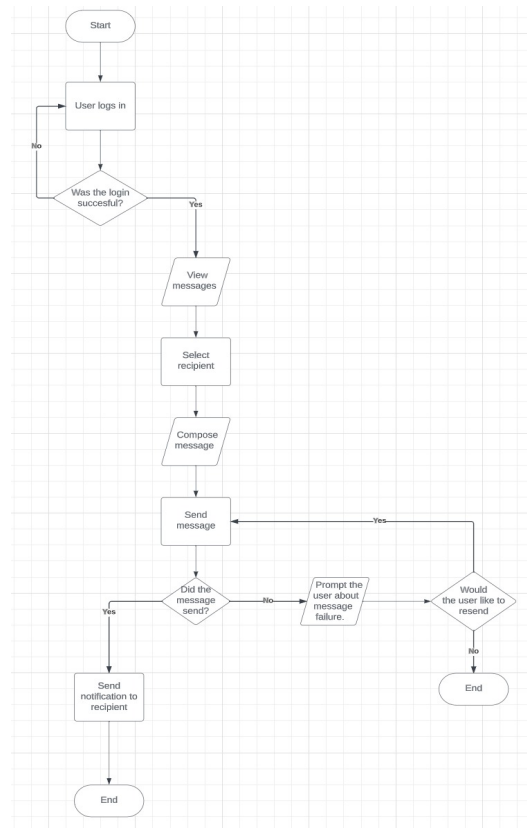 Start
User logs in
No
Was the login
succesful?
Yes
View
messages
Select
recipient
Compose
message
Send
message
Yes
Did the
message
send?
No
Prompt the
user about
message
failure.
Would
the user like to
resend
Yes
No
Send
notification to
recipient
End
End